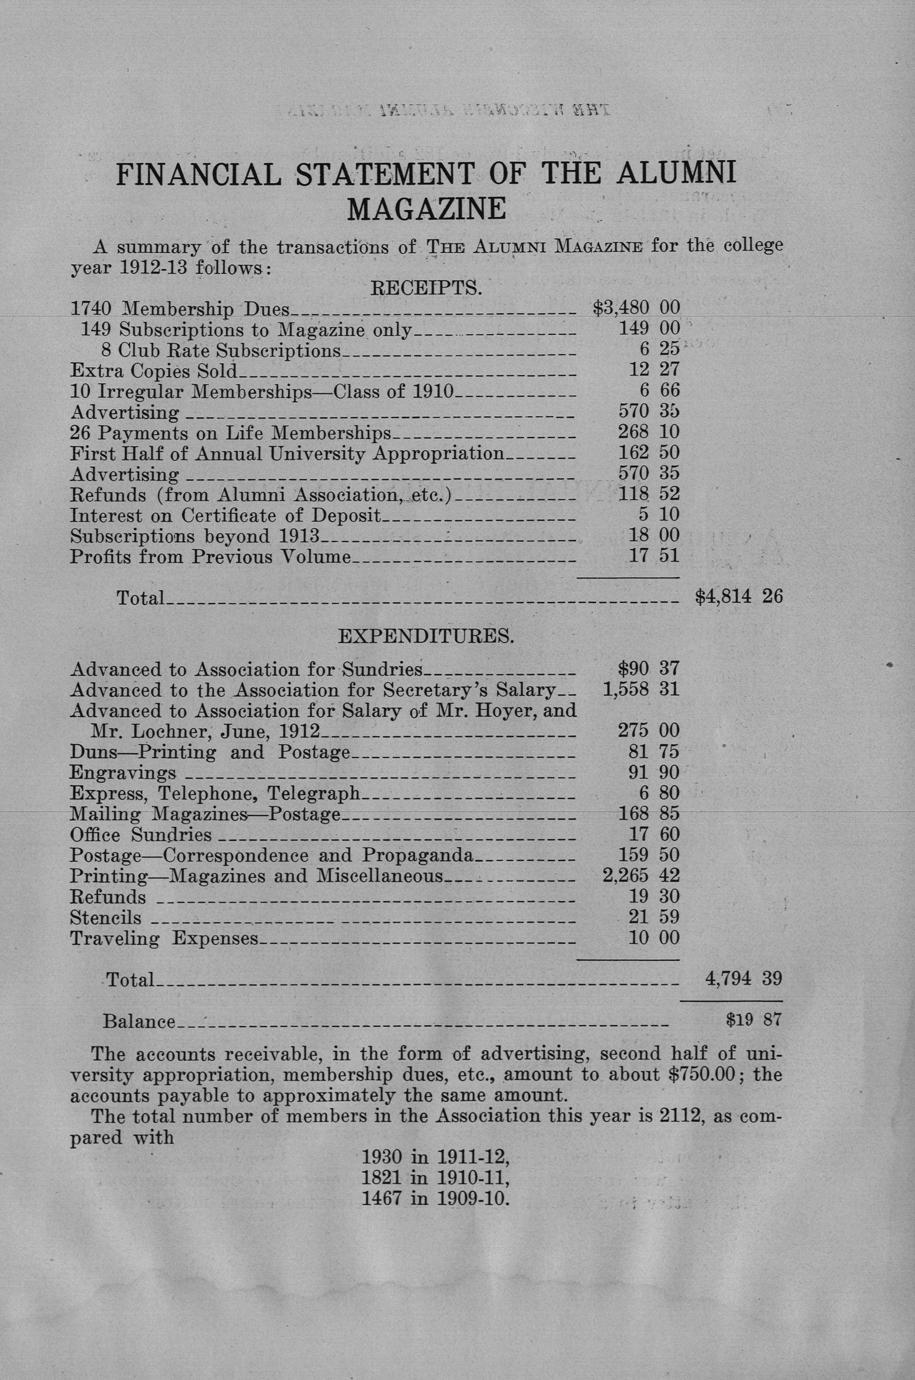 FINANCIAL STATEMENT OF THE ALUMNI
MAGAZINE
A summary of the transactions of THE ALUMNI MAGAZINE for the college
year 1912-13 follows:
RECEIPTS.
1740 Membership Dues $3,480 00
149 Subscriptions to Magazine only 149 00
8 Club Rate Subscriptions 6 25
Extra Copies Sold 12 27
10 Irregular Memberships—Class of 1910 6 66
Advertising 570 35
26 Payments on Life Memberships 268 10
First Half of Annual University Appropriation 162 50
Advertising 570 35
Refunds (from Alumni Association, etc.) 118 52
Interest on Certificate of Deposit 5 10
Subscriptions beyond 1913 18 00
Profits from Previous Volume 17 51
Total $4,814 26
EXPENDITURES.
Advanced to Association for Sundries $90 37
Advanced to the Association for Secretary's Salary 1,558 31
Advanced to Association for Salary of Mr. Hoyer, and
Mr. Lochner, June, 1912 275 00
Duns—Printing and Postage 81 75
Engravings 91 90
Express, Telephone, Telegraph 6 80
Mailing Magazines—Postage 168 85
Office Sundries 17 60
Postage—Correspondence and Propaganda 159 50
Printing—Magazines and Miscellaneous 2,265 42
Refunds 19 30
Stencils 21 59
Traveling Expenses 10 00
Total 4,794 39
Balance $19 87
The accounts receivable, in the form of advertising, second half of uni-
versity appropriation, membership dues, etc., amount to about $750.00; the
accounts payable to approximately the same amount.
The total number of members in the Association this year is 2112, as com-
pared with
1930 in 1911-12,
1821 in 1910-11,
1467 in 1909-10.